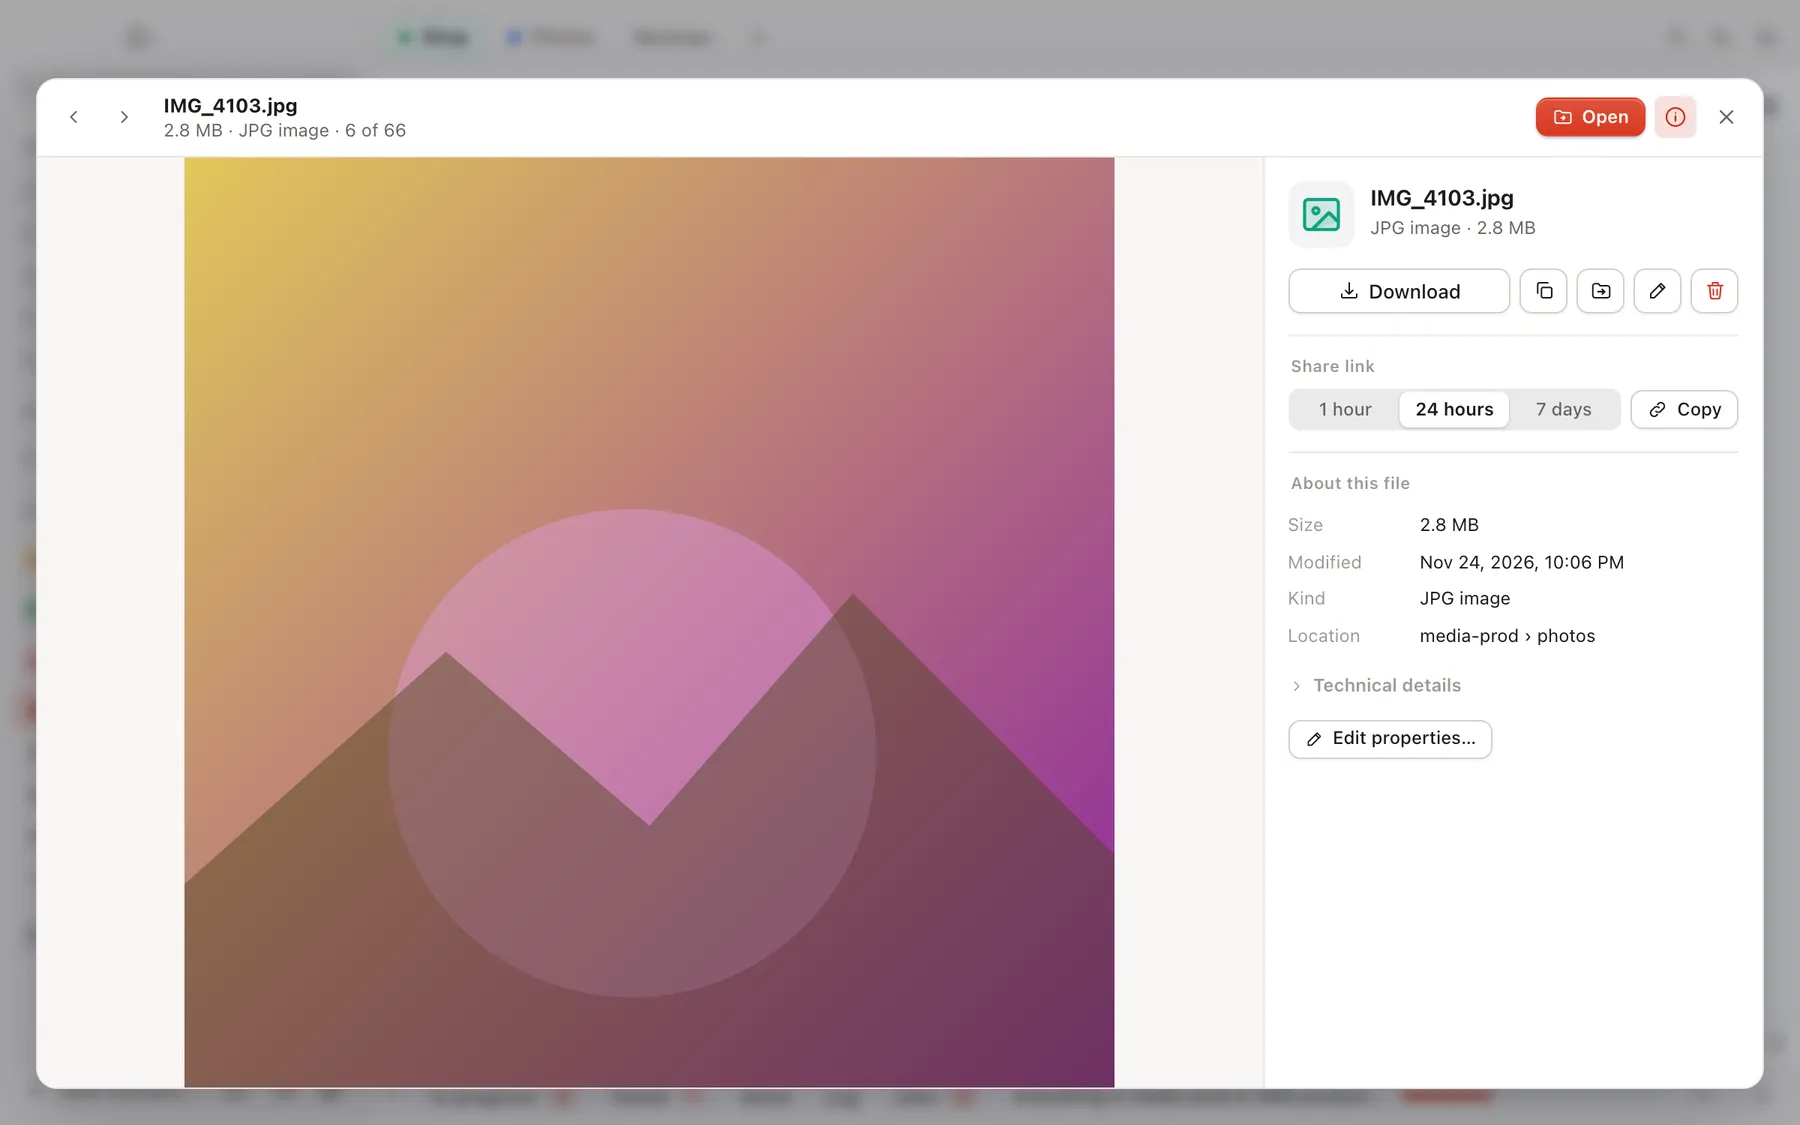 IMG_4103.jpg
2.8 MB · JPG image · 6 of 66
Open
IMG_4103.jpg
JPG image · 2.8 MB
Download
Share link
1 hour 24 hours 7 days Copy
About this file
Size 2.8 MB
Modified Nov 24, 2026, 10:06 PM
Kind JPG image
Location media-prod › photos
Technical details
Edit properties...